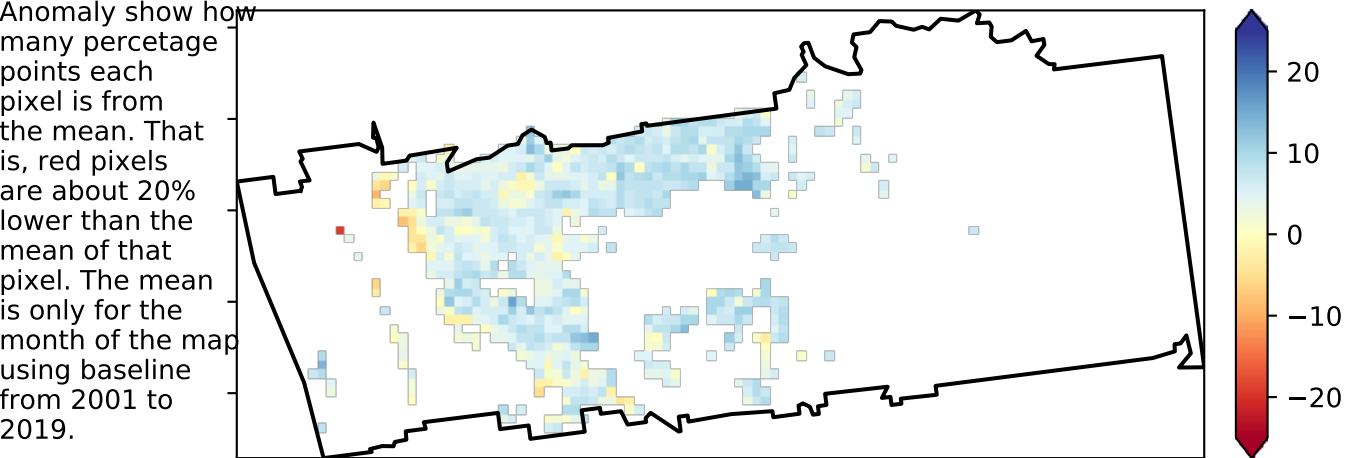 Anomaly show how
many percetage
points each
pixel is from
the mean. That
is, red pixels
are about 20%
lower than the
mean of that
pixel. The mean
is only for the
month of the map
using baseline
from 2001 to
2019.
20
10
0
−10
−20